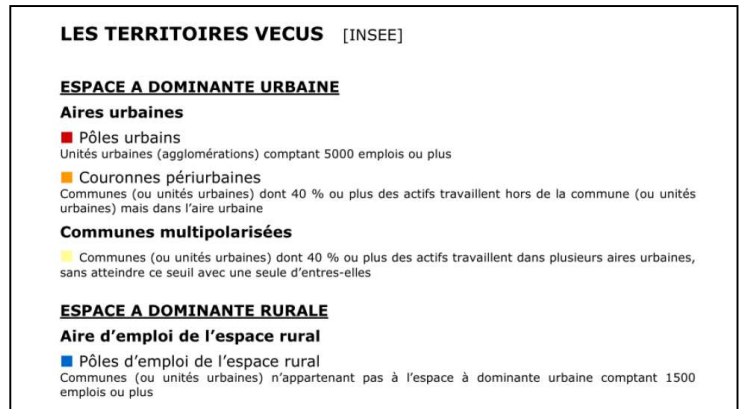 LES TERRITOIRES VECUS [INSEE]
ESPACE A DOMINANTE URBAINE
Aires urbaines
Pôles urbains
Unités urbaines (agglomérations) comptant 5000 emplois ou plus
Couronnes périurbaines
Communes (ou unités urbaines) dont 40 % ou plus des actifs travaillent hors de la commune (ou unités
urbaines) mais dans l'aire urbaine
Communes multipolarisées
Communes (ou unités urbaines) dont 40 % ou plus des actifs travaillent dans plusieurs aires urbaines,
sans atteindre ce seuil avec une seule d'entres-elles
ESPACE A DOMINANTE RURALE
Aire d'emploi de l'espace rural
Pôles d'emploi de l'espace rural
Communes (ou unités urbaines) n'appartenant pas à l'espace à dominante urbaine comptant 1500
emplois ou plus